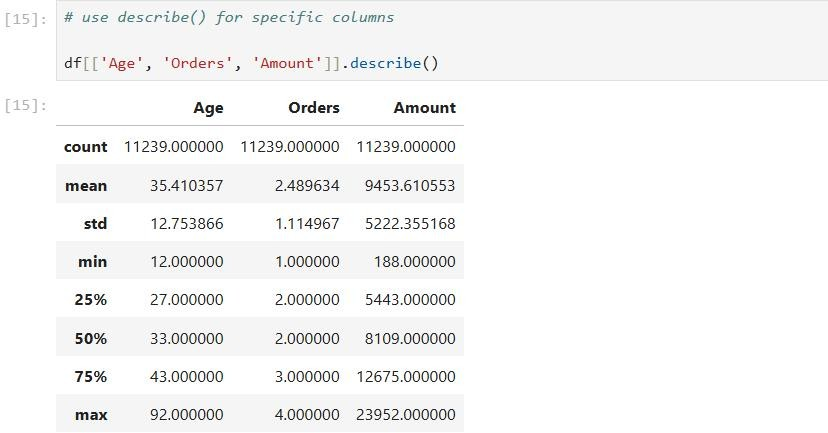 [15]: # use describe() for specific columns
df[['Age', 'Orders', 'Amount']].describe()
[15]:
Age Orders Amount
count 11239.000000 11239.000000 11239.000000
mean 35.410357 2.489634 9453.610553
std 12.753866 1.114967 5222.355168
min 12.000000 1.000000 188.000000
25% 27.000000 2.000000 5443.000000
50% 33.000000 2.000000 8109.000000
75% 43.000000 3.000000 12675.000000
max 92.000000 4.000000 23952.000000